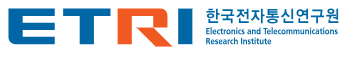 ETRI
한국전자통신연구원
Electronics and Telecommunications
Research Institute